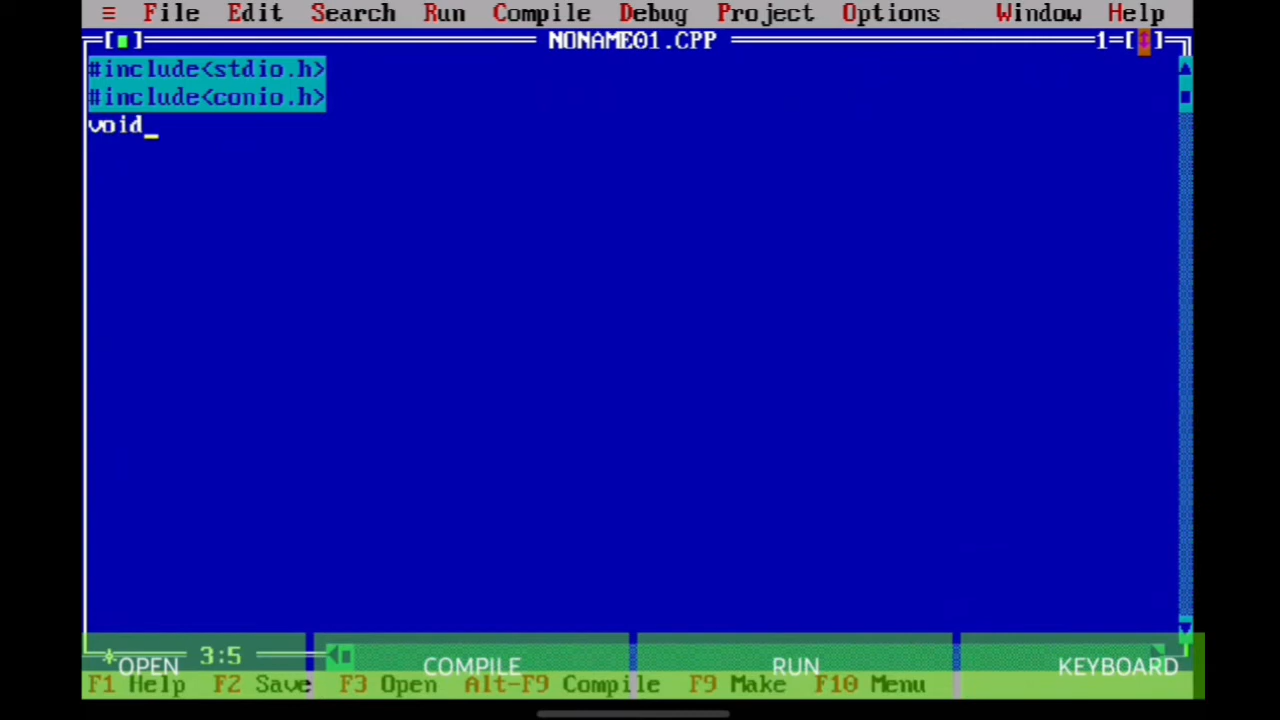 ≡ File Edit Search Run Compile Debug Project Options Window Help
[■] NONAME01.CPP 1=[↕]
#include<stdio.h>
#include<conio.h>
void_
3:5
OPEN COMPILE RUN KEYBOARD
F1 Help F2 Save F3 Open Alt-F9 Compile F9 Make F10 Menu